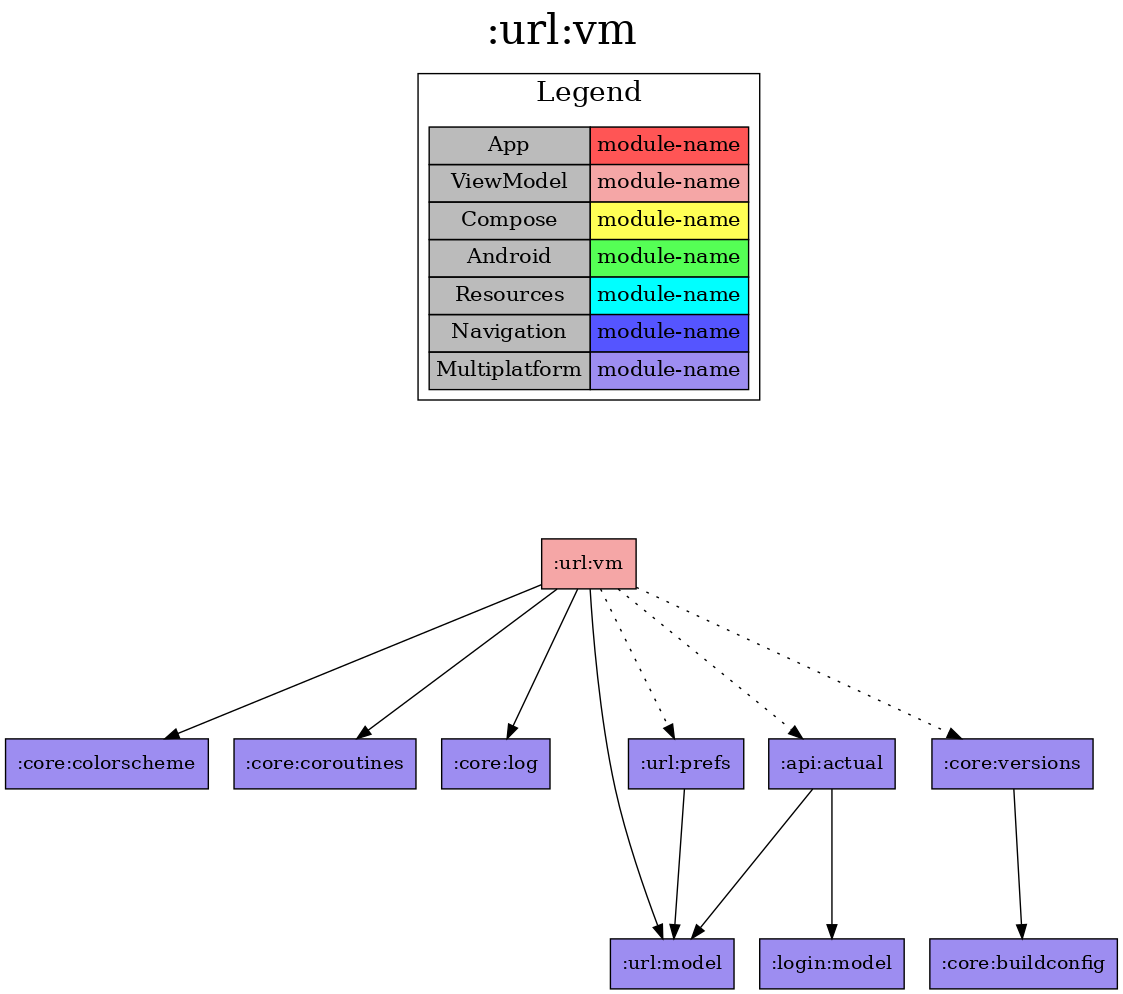 :url:vm
Legend
App module-name
ViewModel module-name
Compose module-name
Android module-name
Resources module-name
Navigation module-name
Multiplatform module-name
:url:vm
:core:colorscheme :core:coroutines :core:log :url:prefs :api:actual :core:versions
:url:model :login:model :core:buildconfig